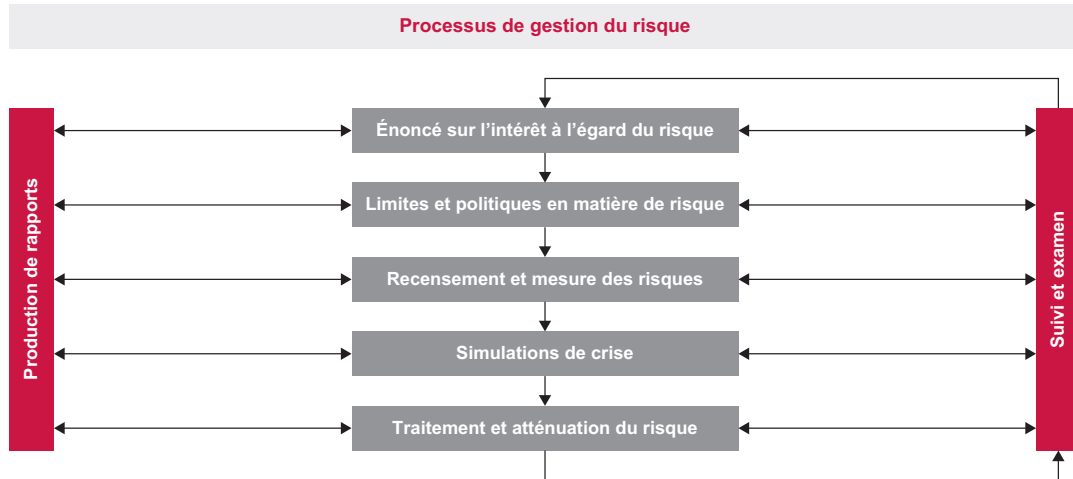 Processus de gestion du risque
Production de rapports
Énoncé sur l'intérêt à l'égard du risque
Limites et politiques en matière de risque
Recensement et mesure des risques
Simulations de crise
Traitement et atténuation du risque
Suivi et examen